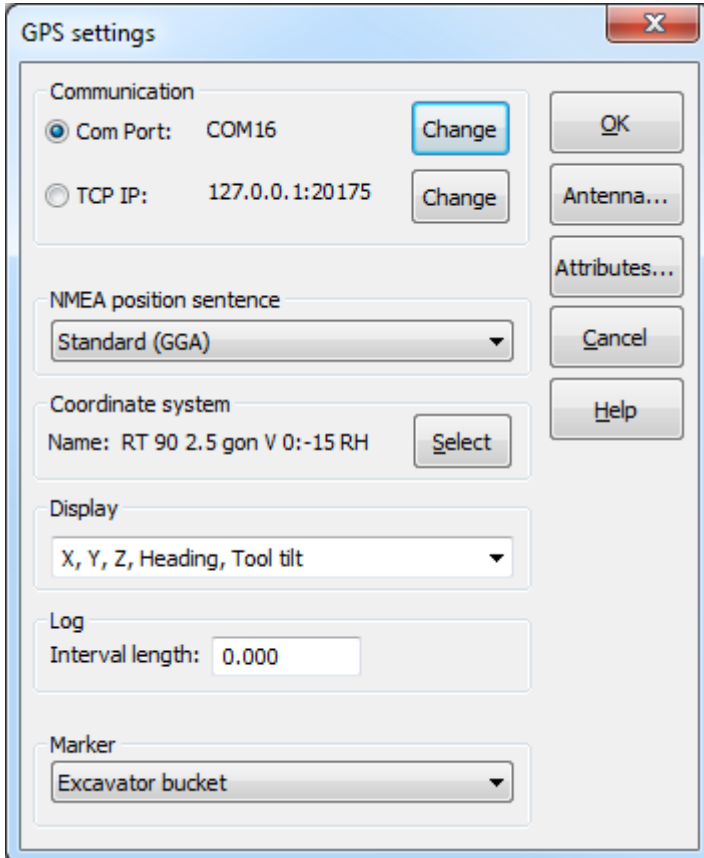 GPS settings
Communication
Com Port: COM16 Change
TCP IP: 127.0.0.1:20175 Change
NMEA position sentence
Standard (GGA)
Coordinate system
Name: RT 90 2.5 gon V 0:-15 RH Select
Display
X, Y, Z, Heading, Tool tilt
Log
Interval length: 0.000
Marker
Excavator bucket
OK
Antenna...
Attributes...
Cancel
Help